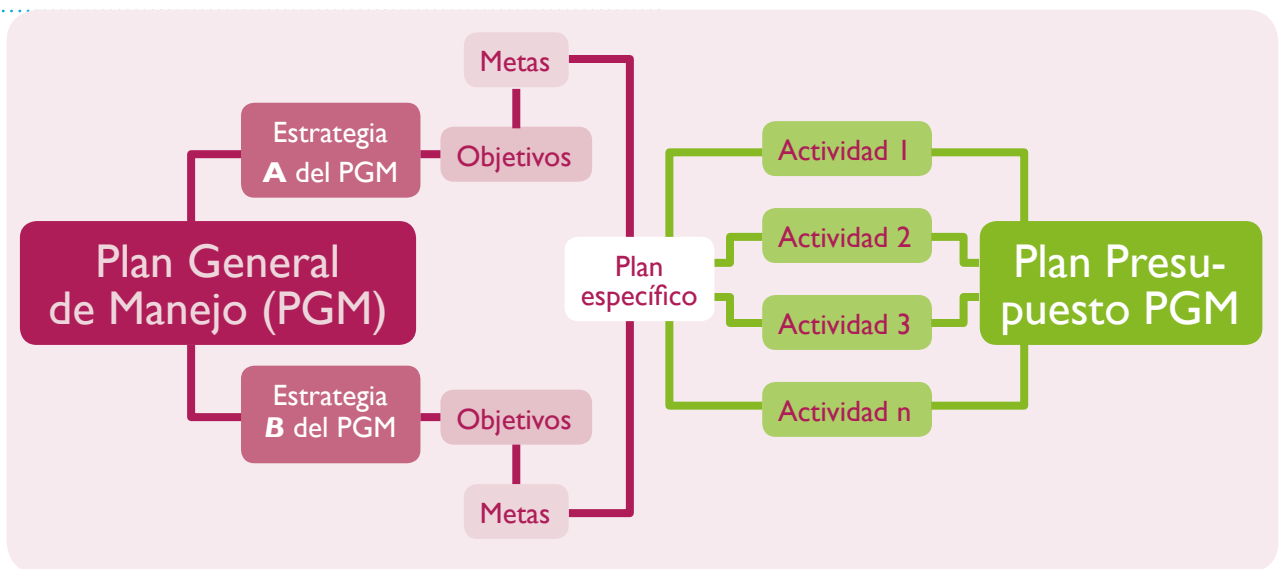 Metas
Estrategia
A del PGM
Objetivos
Plan General
de Manejo (PGM)
Estrategia
B del PGM
Objetivos
Metas
Plan
específico
Actividad 1
Actividad 2
Actividad 3
Actividad n
Plan Presu-
puesto PGM